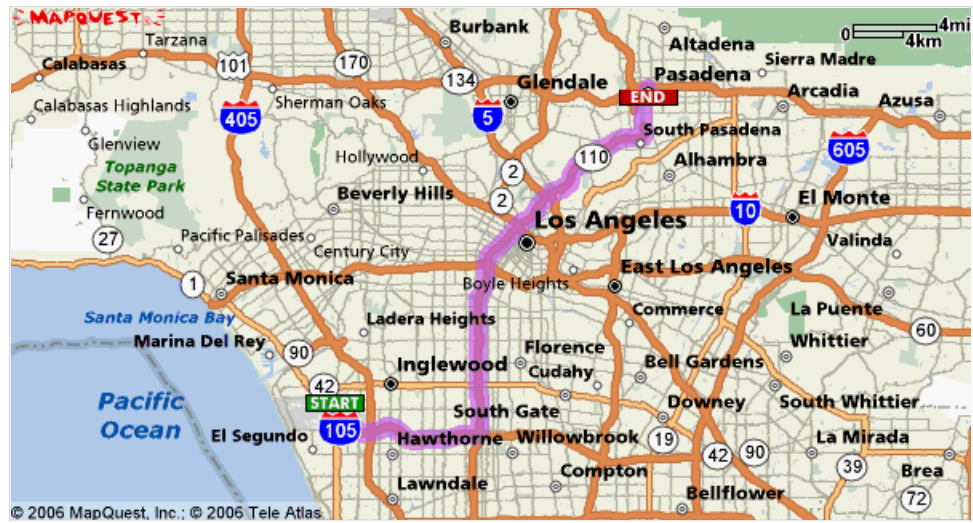 MAPQUEST
0 4mi
4km
Burbank
Altadena
Tarzana
Calabasas
101
170
134
Glendale
Pasadena
Sierra Madre
END
Arcadia
Azusa
Calabasas Highlands
Sherman Oaks
405
5
South Pasadena
Glenview
Topanga
State Park
Hollywood
110
605
2
Alhambra
Beverly Hills
2
10
El Monte
Fernwood
Los Angeles
27
Pacific Palisades
Century City
Valinda
Santa Monica
East Los Angeles
1
Boyle Heights
Commerce
La Puente
Santa Monica Bay
Ladera Heights
60
Marina Del Rey
90
Florence
Whittier
Inglewood
Cudahy
Bell Gardens
42
START
Pacific
Ocean
South Gate
Downey
South Whittier
El Segundo
105
Hawthorne
Willowbrook
19
42
90
La Mirada
Compton
39
Brea
Lawndale
Bellflower
72
© 2006 MapQuest, Inc.; © 2006 Tele Atlas